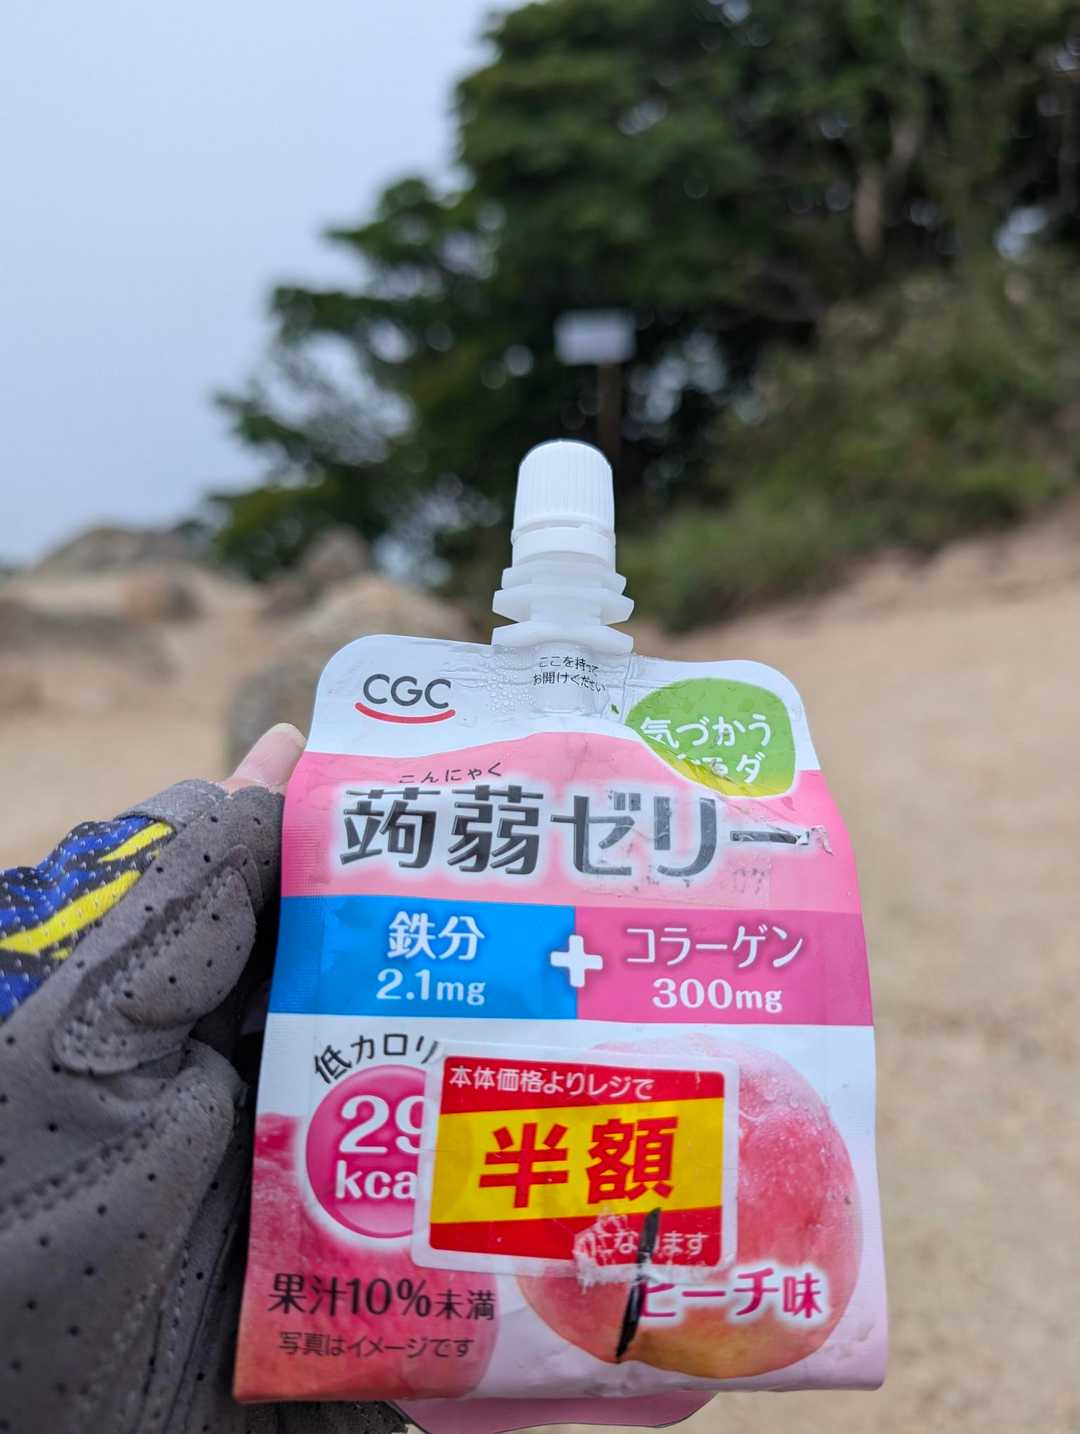 ここを持って
お開けください
CGC
気づかう
こんにゃく
蒟蒻ゼリー
鉄分
2.1mg
+
コラーゲン
300mg
低カロリ
29
kca
本体価格よりレジで
半額
になります
ピーチ味
果汁10%未満
写真はイメージです